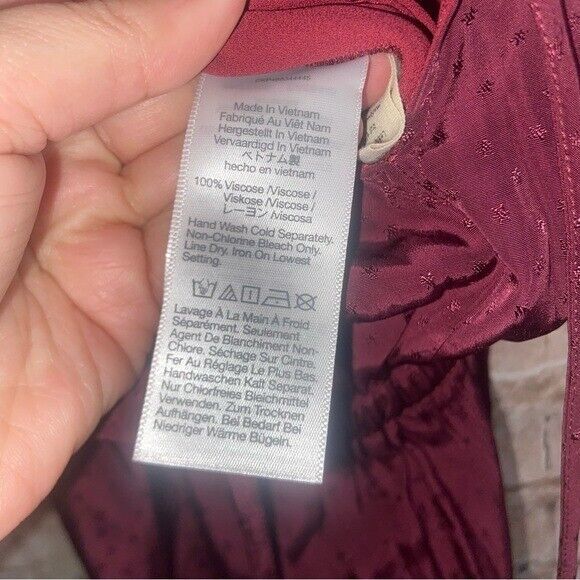 Made In Vietnam
Fabriqué Au Viêt Nam
Hergestellt In Vietnam
Vervaardigd In Vietnam
ベトナム製
hecho en vietnam
100% Viscose/Viscose/
Viskose/Viscose/
レーヨン/viscosa
Hand Wash Cold Separately.
Non-Chlorine Bleach Only.
Line Dry. Iron On Lowest
Setting.
Lavage À La Main À Froid
Séparément. Seulement
Agent De Blanchiment Non-
Chlore. Séchage Sur Cintre.
Fer Au Réglage Le Plus Bas.
Handwaschen Kalt Separat.
Nur Chlorfreies Bleichmittel
Verwenden. Zum Trocknen
Aufhängen. Bei Bedarf Bei
Niedriger Wärme Bügeln.